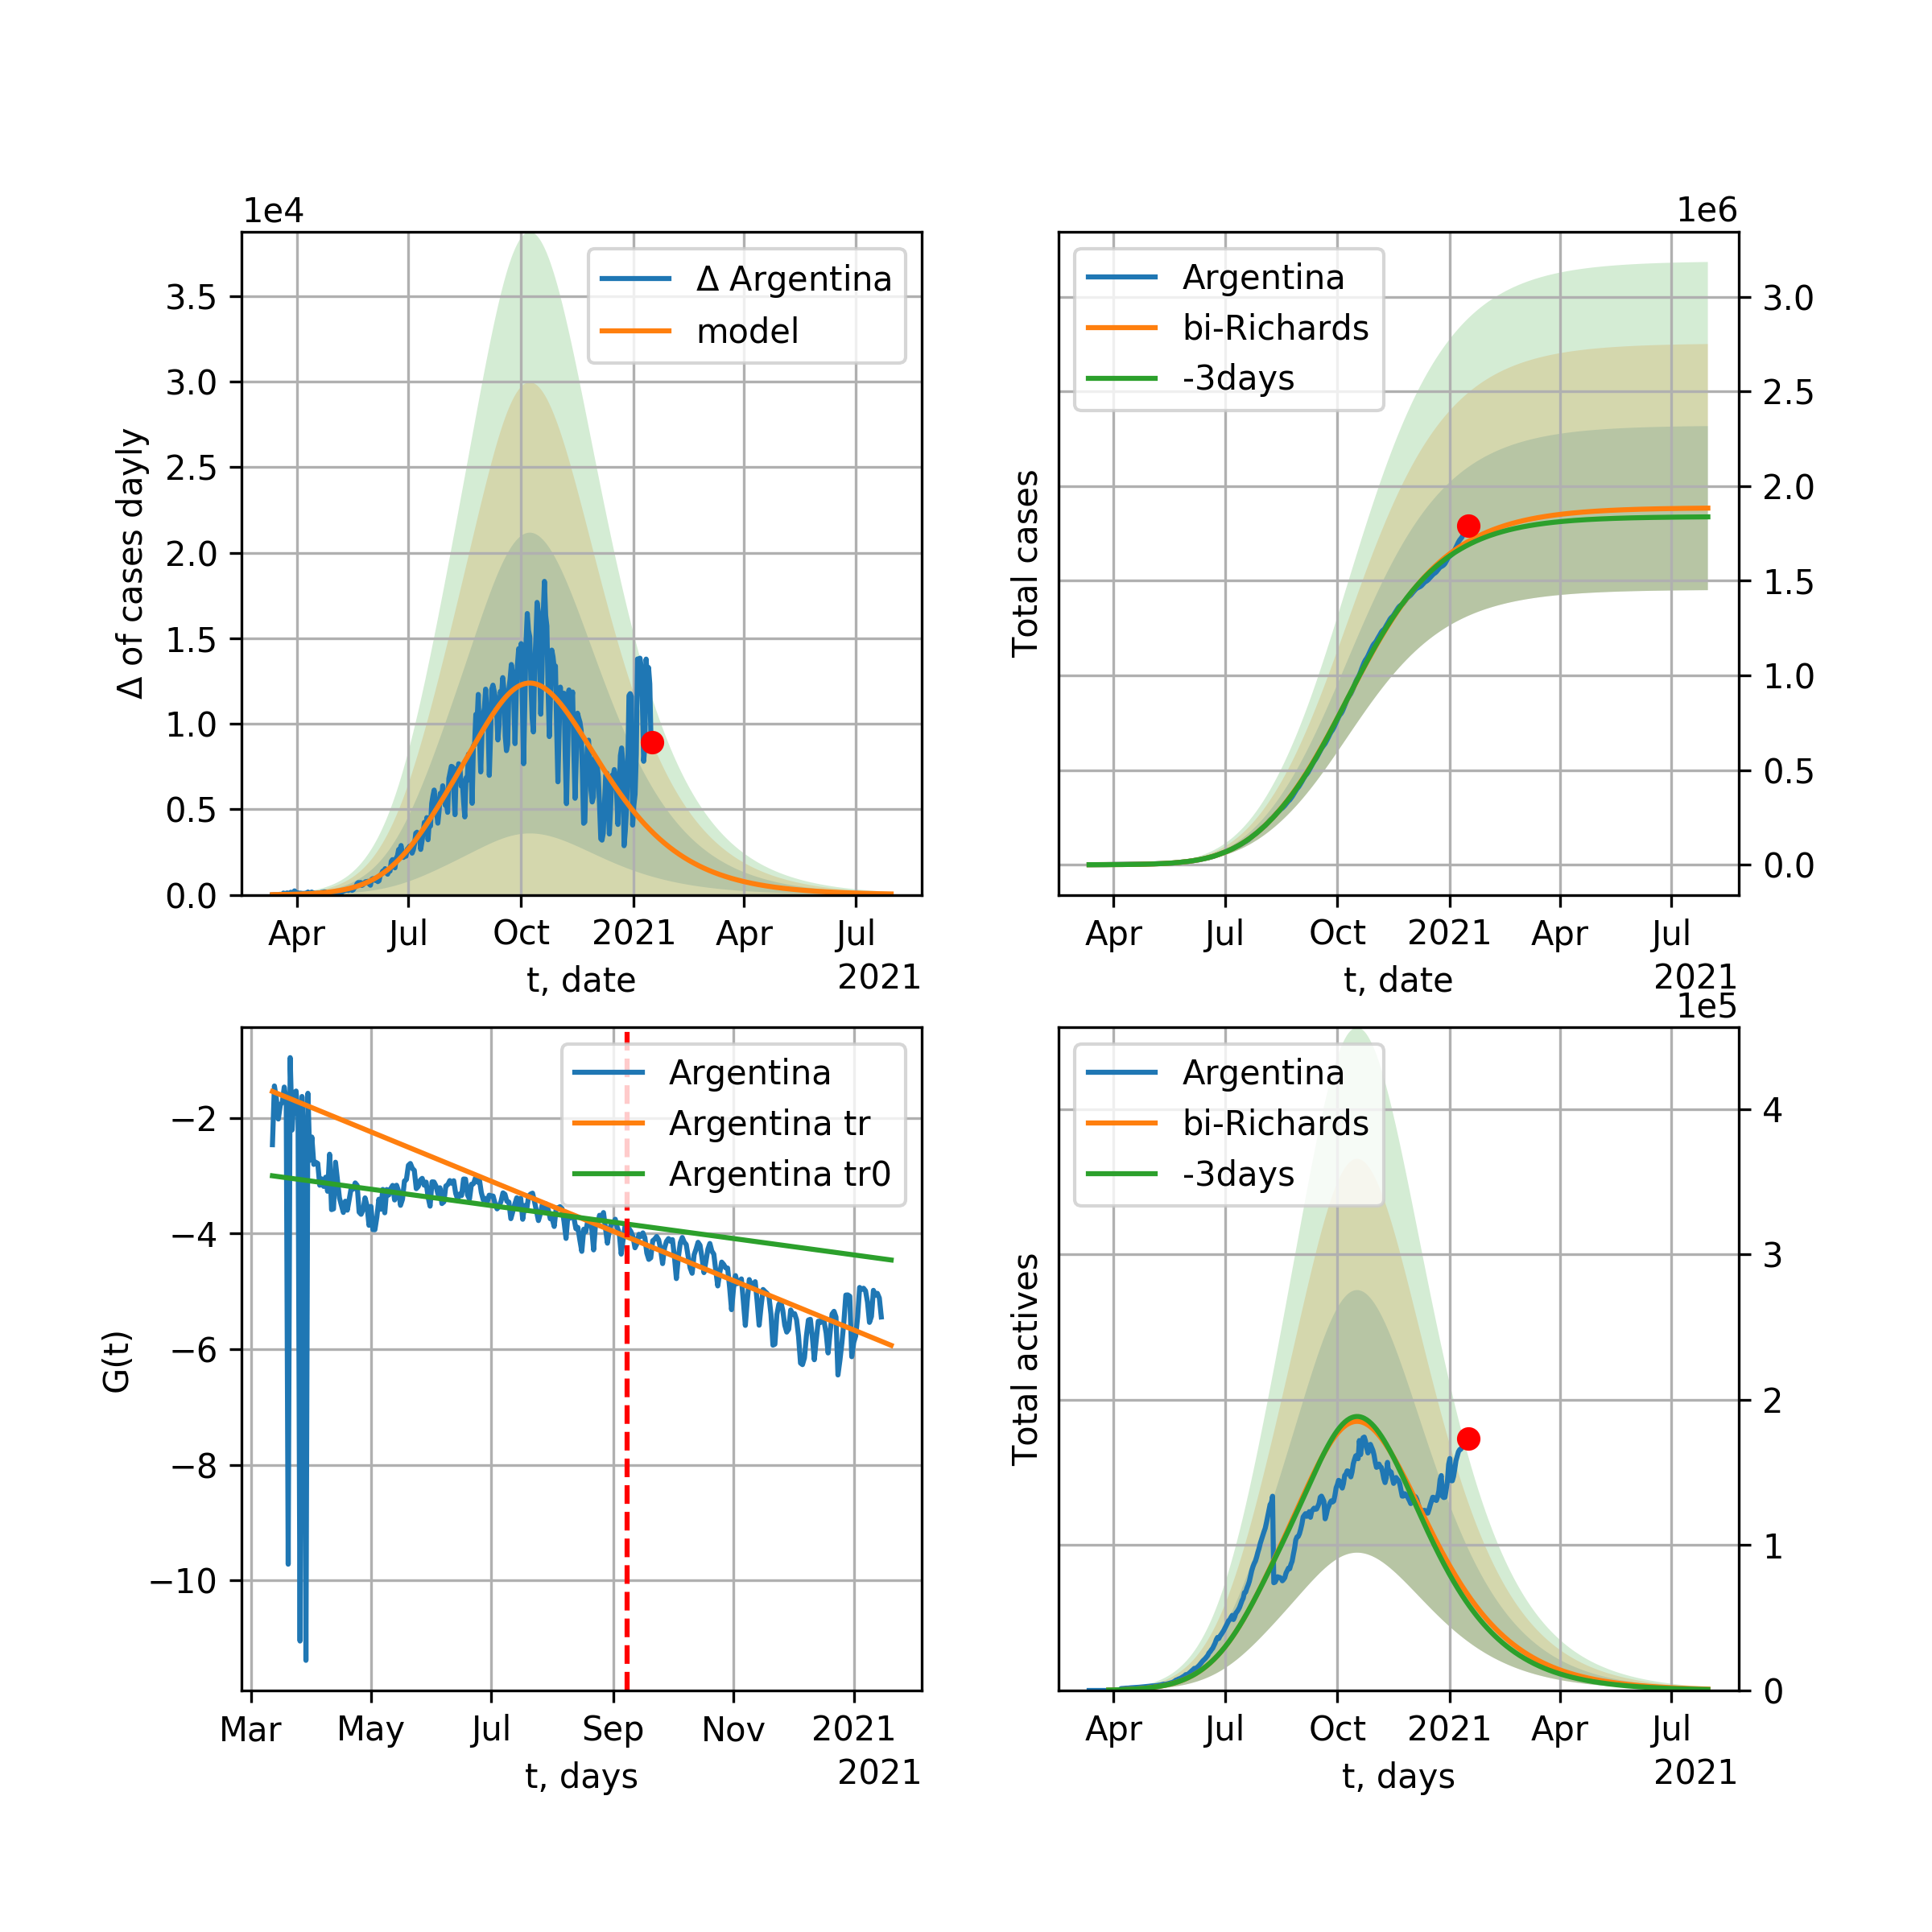 1e4
Δ of cases dayly
3.5
3.0
2.5
2.0
1.5
1.0
0.5
0.0
Δ Argentina
model
Apr Jul Oct 2021 Apr Jul
t, date
2021
1e6
Total cases
Argentina
bi-Richards
-3days
3.0
2.5
2.0
1.5
1.0
0.5
0.0
Apr Jul Oct 2021 Apr Jul
t, date
2021
G(t)
−2
−4
−6
−8
−10
Argentina
Argentina tr
Argentina tr0
Mar May Jul Sep Nov 2021
t, days
2021
1e5
Total actives
Argentina
bi-Richards
-3days
4
3
2
1
0
Apr Jul Oct 2021 Apr Jul
t, days
2021